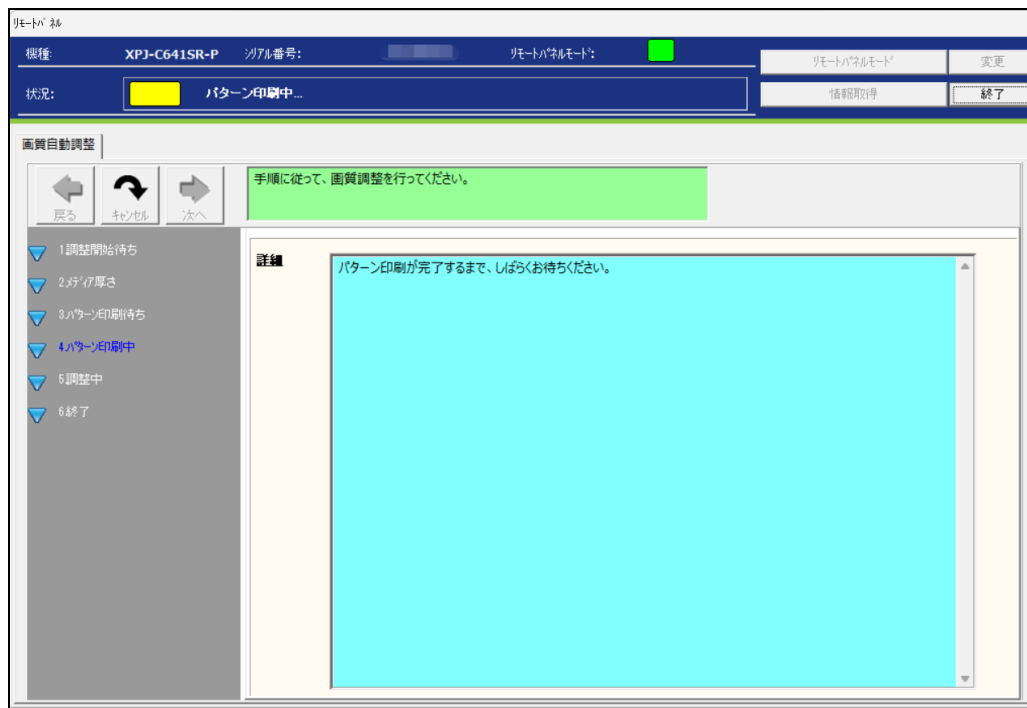 ﾘﾓｰﾄﾊﾟﾈﾙ
機種: XPJ-C641SR-P ｼﾘｱﾙ番号: ﾘﾓｰﾄﾊﾟﾈﾙﾓｰﾄﾞ: ﾘﾓｰﾄﾊﾟﾈﾙﾓｰﾄﾞ 変更
状況: パターン印刷中... 情報取得 終了
画質自動調整
戻る ｷｬﾝｾﾙ 次へ
手順に従って、画質調整を行ってください。
1.調整開始待ち
2.ﾒﾃﾞｨｱ厚さ
3.ﾊﾟﾀｰﾝ印刷待ち
4.ﾊﾟﾀｰﾝ印刷中
5.調整中
6.終了
詳細
パターン印刷が完了するまで、しばらくお待ちください。